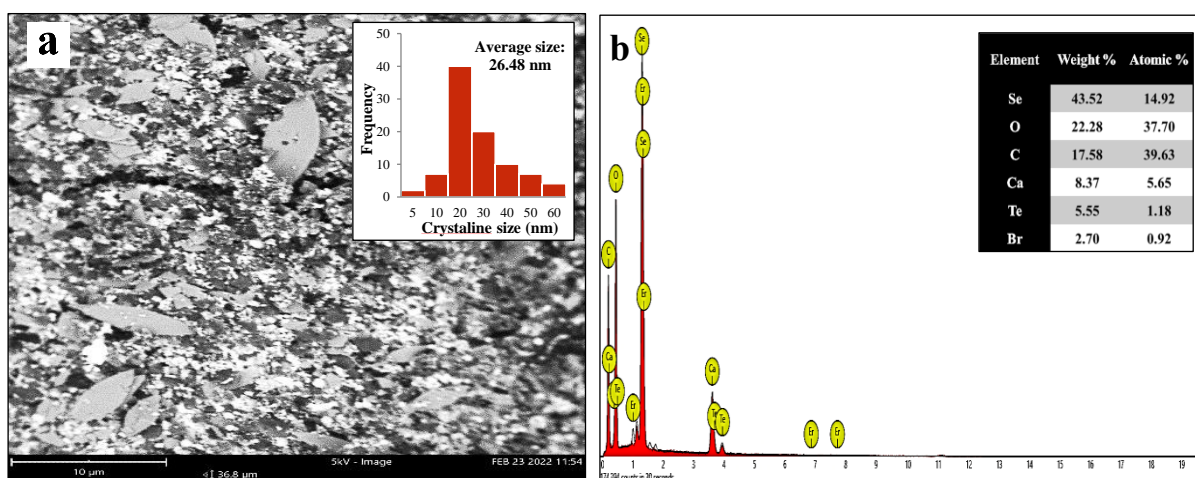 a
Average size:
26.48 nm
Frequency
50
40
30
20
10
0
5 10 20 30 40 50 60
Crystaline size (nm)
10 µm
36.8 µm
5kV - Image
FEB 23 2022 11:54
b
Se
Er
Se
O
C
Er
Ca
Te
Er
Ca
Te
Te
Er
Er
0 1 2 3 4 5 6 7 8 9 10 11 12 13 14 15 16 17 18 19
counts in 30 seconds
Element Weight % Atomic %
Se 43.52 14.92
O 22.28 37.70
C 17.58 39.63
Ca 8.37 5.65
Te 5.55 1.18
Br 2.70 0.92